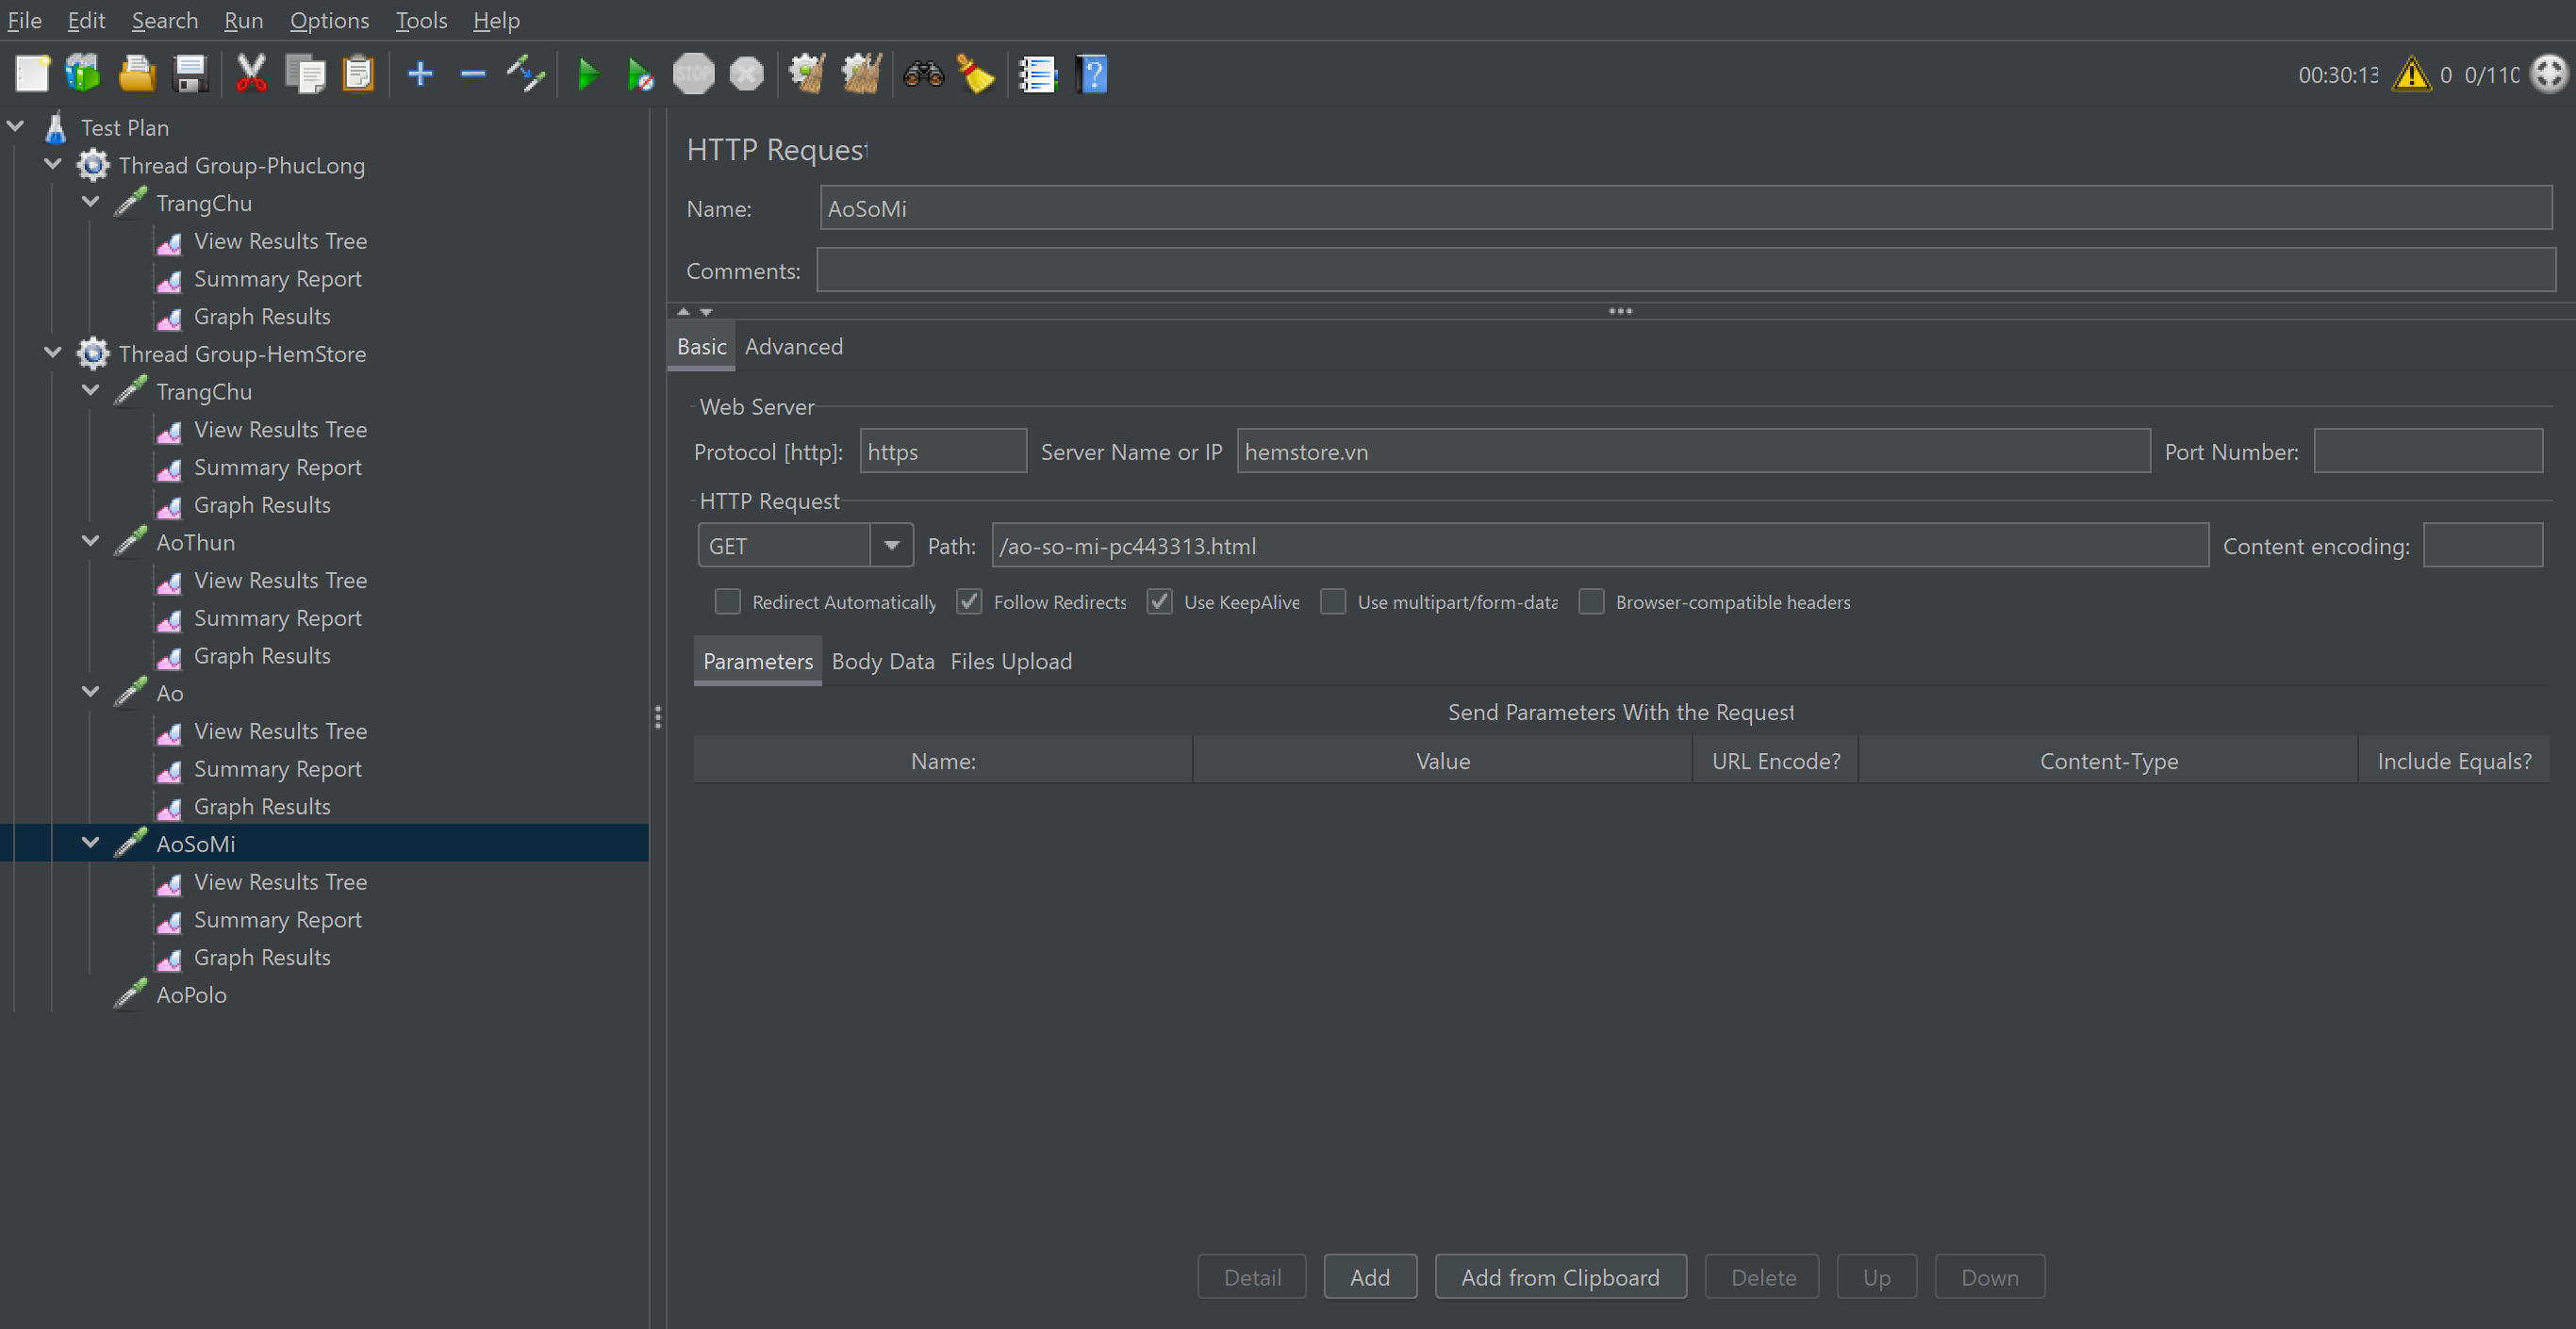 File Edit Search Run Options Tools Help
STOP
00:30:13 0 0/110
Test Plan
Thread Group-PhucLong
TrangChu
View Results Tree
Summary Report
Graph Results
Thread Group-HemStore
TrangChu
View Results Tree
Summary Report
Graph Results
AoThun
View Results Tree
Summary Report
Graph Results
Ao
View Results Tree
Summary Report
Graph Results
AoSoMi
View Results Tree
Summary Report
Graph Results
AoPolo
HTTP Request
Name: AoSoMi
Comments:
Basic Advanced
Web Server
Protocol [http]: https Server Name or IP hemstore.vn Port Number:
HTTP Request
GET Path: /ao-so-mi-pc443313.html Content encoding:
Redirect Automatically Follow Redirects Use KeepAlive Use multipart/form-data Browser-compatible headers
Parameters Body Data Files Upload
Send Parameters With the Request
Name: Value URL Encode? Content-Type Include Equals?
Detail Add Add from Clipboard Delete Up Down